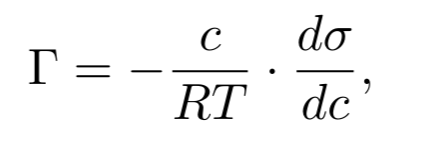 Γ = −c/RT · dσ/dc,